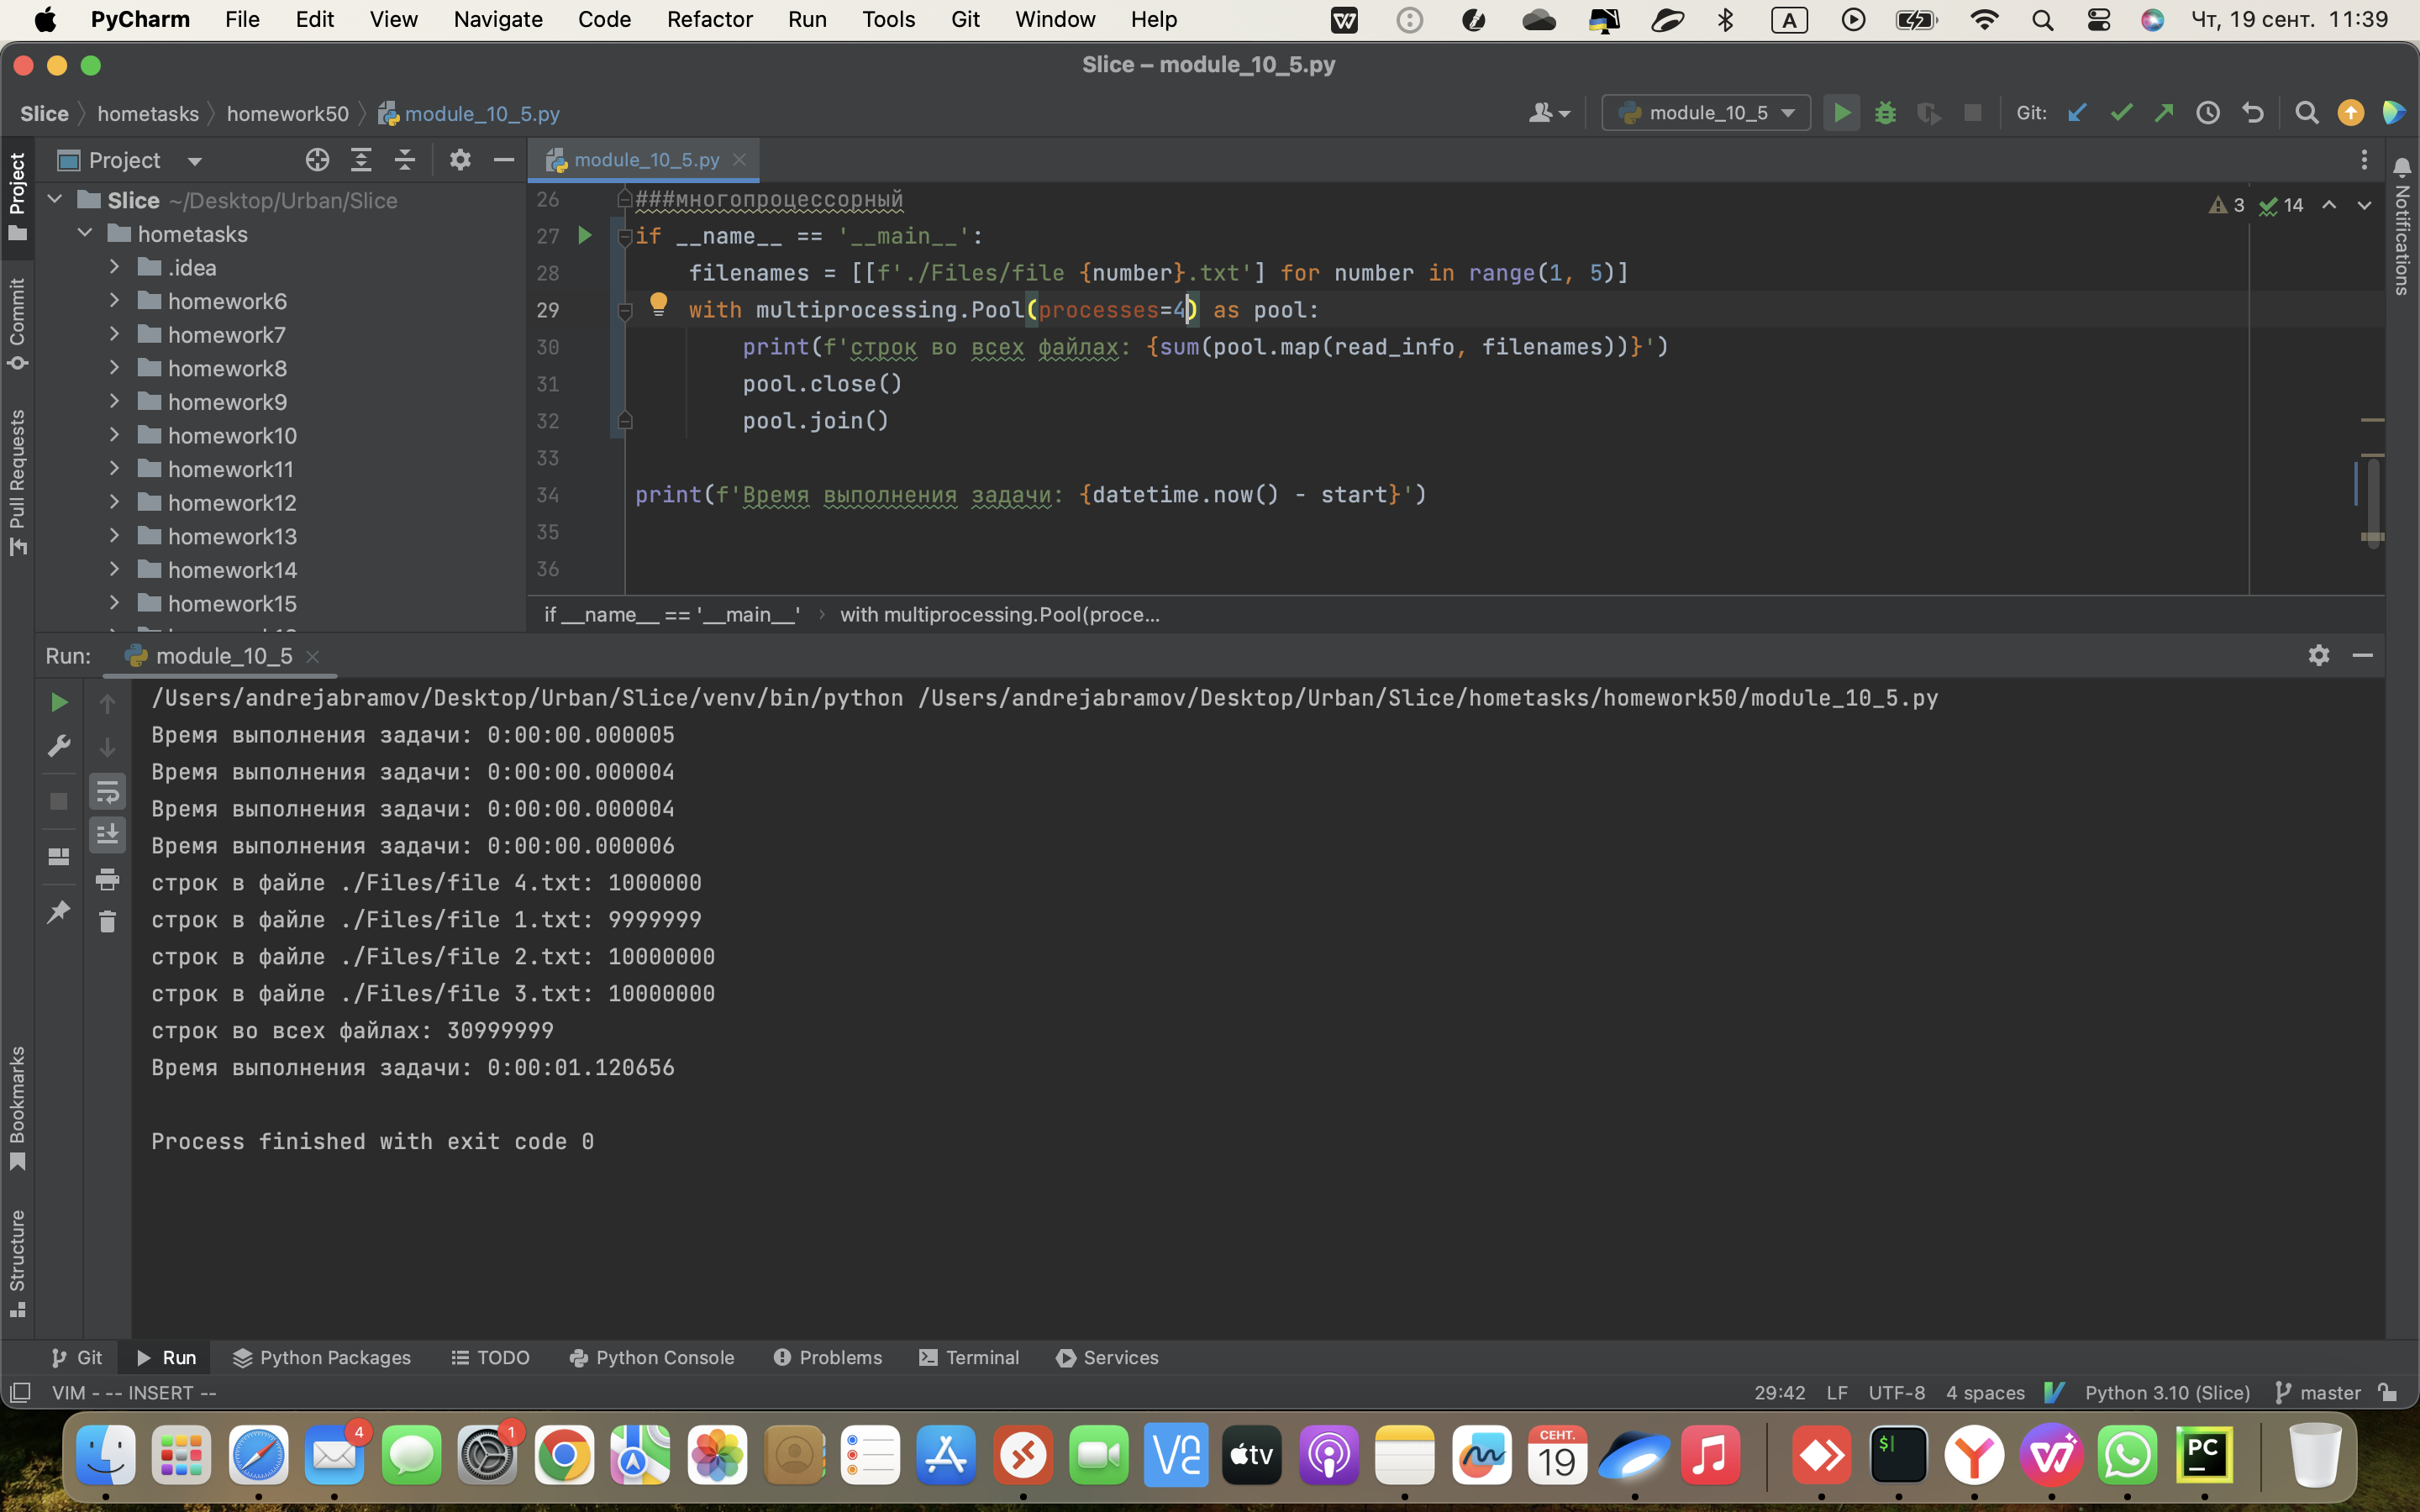 PyCharm File Edit View Navigate Code Refactor Run Tools Git Window Help A Чт, 19 сент. 11:39
Slice – module_10_5.py
Slice hometasks homework50 module_10_5.py module_10_5 Git:
Project module_10_5.py
Project
Commit
Pull Requests
Bookmarks
Structure
Notifications
Slice ~/Desktop/Urban/Slice
hometasks
.idea
homework6
homework7
homework8
homework9
homework10
homework11
homework12
homework13
homework14
homework15
3 14
26 ###многопроцессорный
27 if __name__ == '__main__':
28 filenames = [[f'./Files/file {number}.txt'] for number in range(1, 5)]
29 with multiprocessing.Pool(processes=4) as pool:
30 print(f'строк во всех файлах: {sum(pool.map(read_info, filenames))}')
31 pool.close()
32 pool.join()
33
34 print(f'Время выполнения задачи: {datetime.now() - start}')
35
36
if __name__ == '__main__' › with multiprocessing.Pool(proce...
Run: module_10_5
/Users/andrejabramov/Desktop/Urban/Slice/venv/bin/python /Users/andrejabramov/Desktop/Urban/Slice/hometasks/homework50/module_10_5.py
Время выполнения задачи: 0:00:00.000005
Время выполнения задачи: 0:00:00.000004
Время выполнения задачи: 0:00:00.000004
Время выполнения задачи: 0:00:00.000006
строк в файле ./Files/file 4.txt: 1000000
строк в файле ./Files/file 1.txt: 9999999
строк в файле ./Files/file 2.txt: 10000000
строк в файле ./Files/file 3.txt: 10000000
строк во всех файлах: 30999999
Время выполнения задачи: 0:00:01.120656
Process finished with exit code 0
Git Run Python Packages TODO Python Console Problems Terminal Services
VIM - -- INSERT -- 29:42 LF UTF-8 4 spaces Python 3.10 (Slice) master
4 1 tv СЕНТ. 19 $ PC